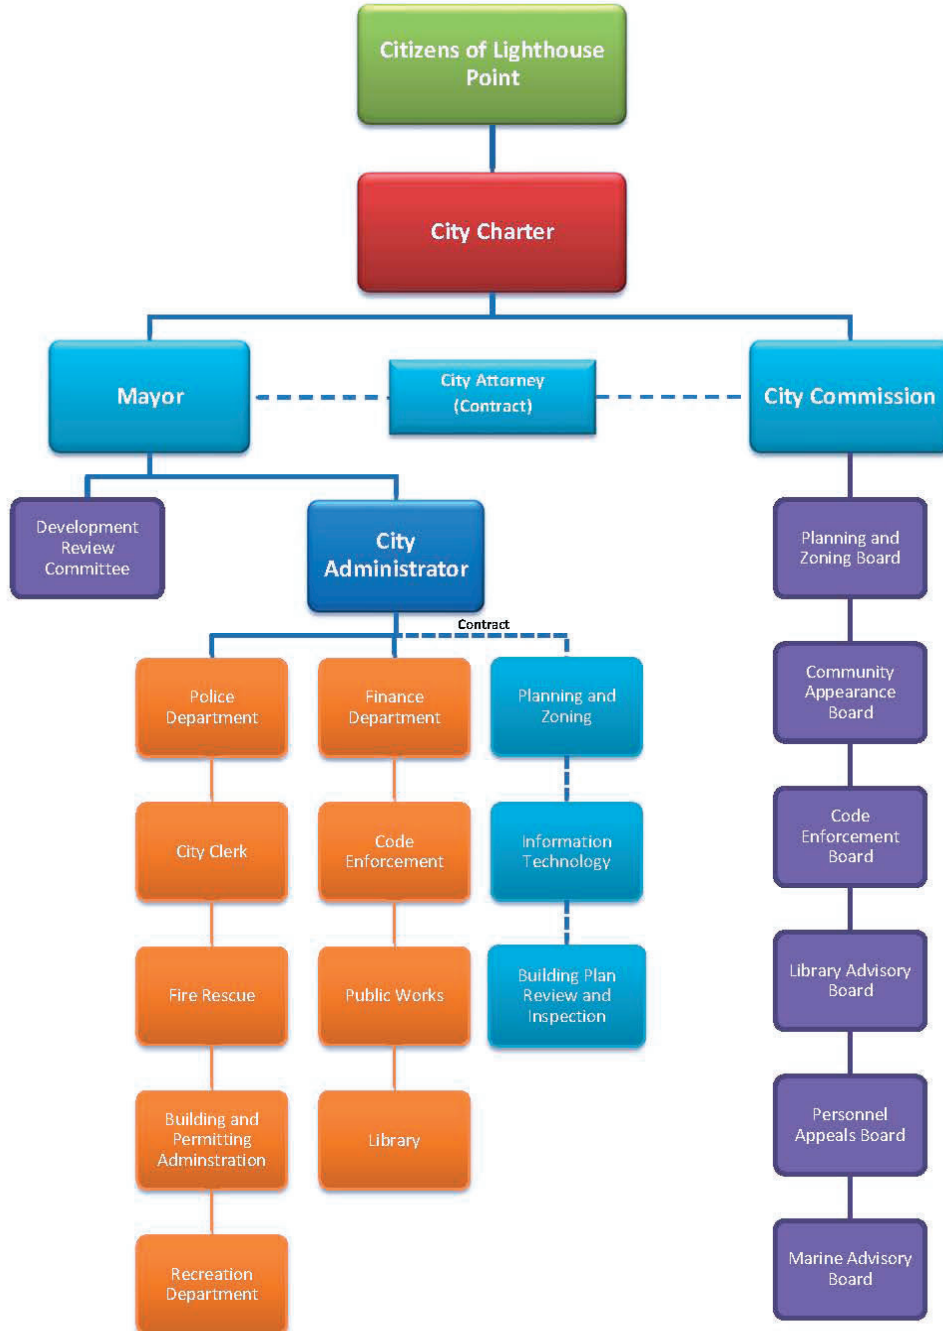 Citizens of Lighthouse
Point
City Charter
Mayor
City Attorney
(Contract)
City Commission
Development
Review
Committee
City
Administrator
Planning and
Zoning Board
Contract
Police
Department
Finance
Department
Planning and
Zoning
Community
Appearance
Board
City Clerk
Code
Enforcement
Information
Technology
Code
Enforcement
Board
Fire Rescue
Public Works
Building Plan
Review and
Inspection
Library Advisory
Board
Building and
Permitting
Adminstration
Library
Personnel
Appeals Board
Recreation
Department
Marine Advisory
Board